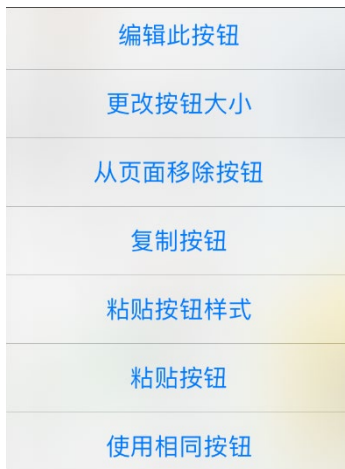 编辑此按钮
更改按钮大小
从页面移除按钮
复制按钮
粘贴按钮样式
粘贴按钮
使用相同按钮